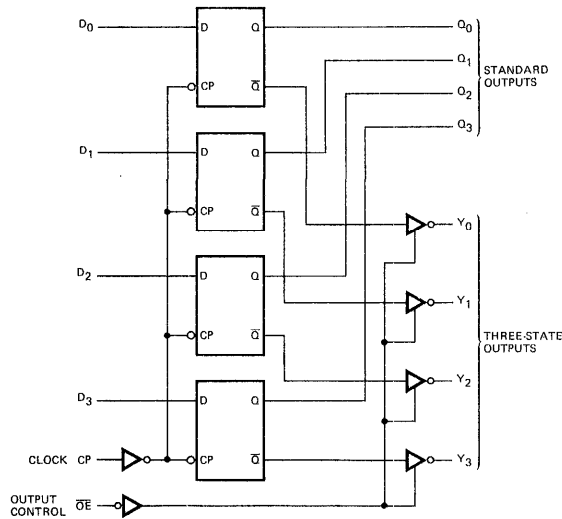 D0 D Q Q0
CP Q̅
Q1
STANDARD
OUTPUTS
Q2
Q3
D1 D Q
CP Q̅
Y0
D2 D Q
CP Q̅
Y1
THREE-STATE
OUTPUTS
Y2
D3 D Q
CLOCK CP CP Q̅ Y3
OUTPUT
CONTROL O̅E̅